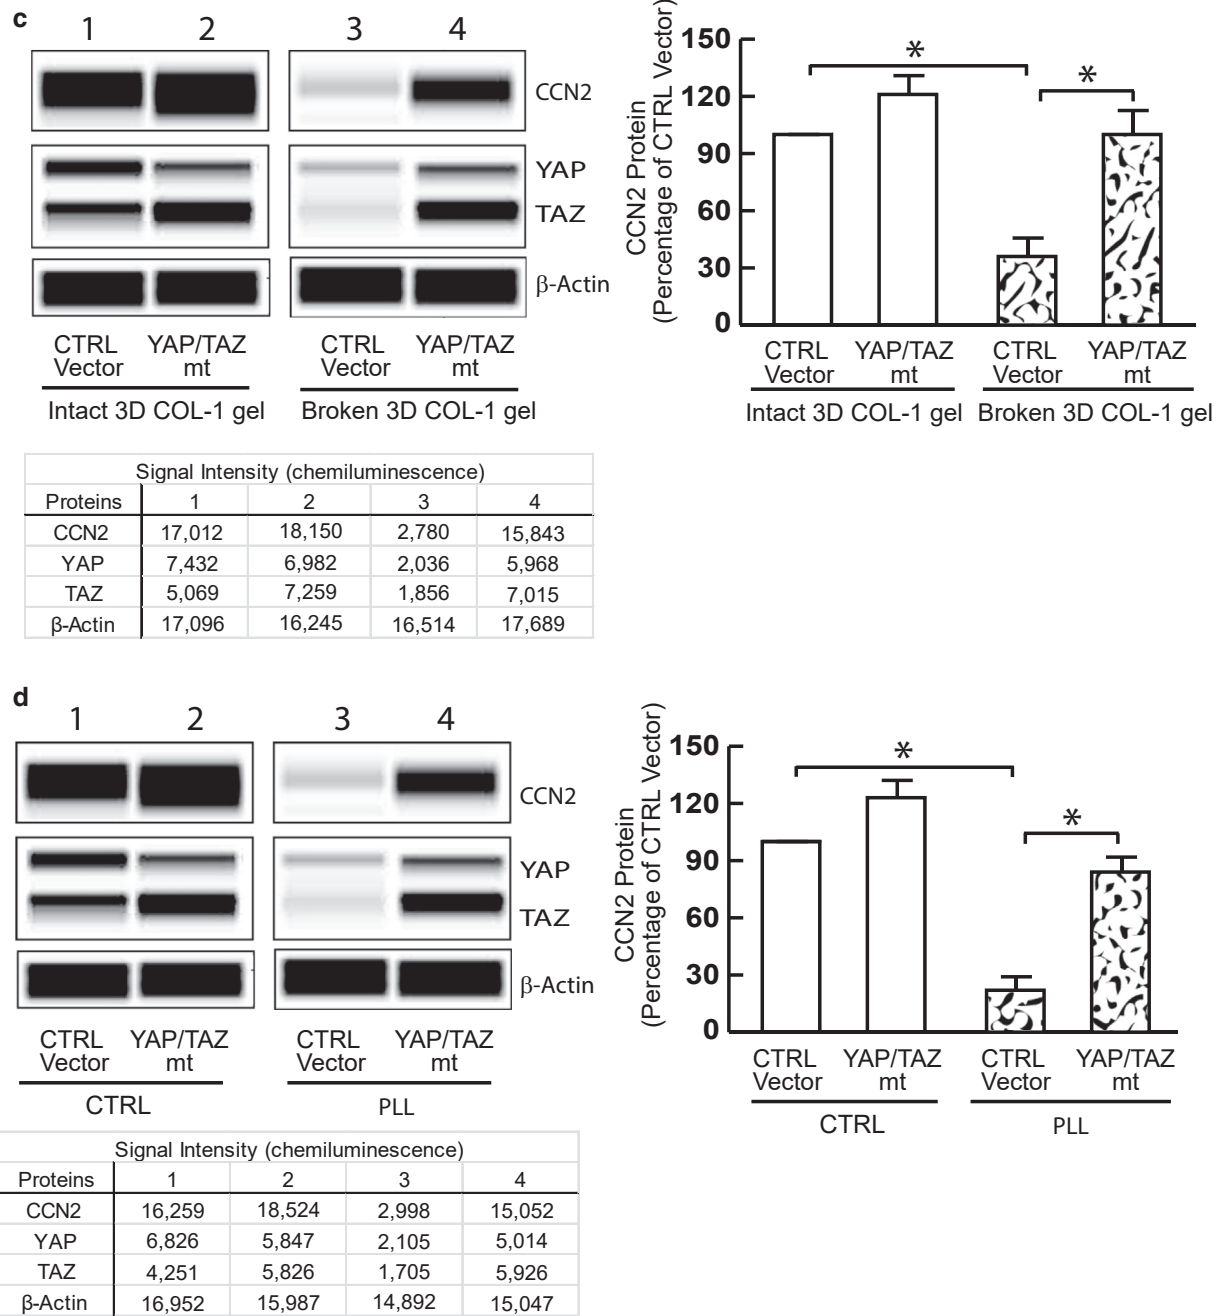 c
1 2 3 4
CCN2
YAP
TAZ
β-Actin
CTRL Vector YAP/TAZ mt CTRL Vector YAP/TAZ mt
Intact 3D COL-1 gel Broken 3D COL-1 gel
CCN2 Protein
(Percentage of CTRL Vector)
150
120
90
60
30
0
* *
CTRL Vector YAP/TAZ mt CTRL Vector YAP/TAZ mt
Intact 3D COL-1 gel Broken 3D COL-1 gel
Signal Intensity (chemiluminescence)
Proteins 1 2 3 4
CCN2 17,012 18,150 2,780 15,843
YAP 7,432 6,982 2,036 5,968
TAZ 5,069 7,259 1,856 7,015
β-Actin 17,096 16,245 16,514 17,689
d
1 2 3 4
CCN2
YAP
TAZ
β-Actin
CTRL Vector YAP/TAZ mt CTRL Vector YAP/TAZ mt
CTRL PLL
CCN2 Protein
(Percentage of CTRL Vector)
150
120
90
60
30
0
* *
CTRL Vector YAP/TAZ mt CTRL Vector YAP/TAZ mt
CTRL PLL
Signal Intensity (chemiluminescence)
Proteins 1 2 3 4
CCN2 16,259 18,524 2,998 15,052
YAP 6,826 5,847 2,105 5,014
TAZ 4,251 5,826 1,705 5,926
β-Actin 16,952 15,987 14,892 15,047